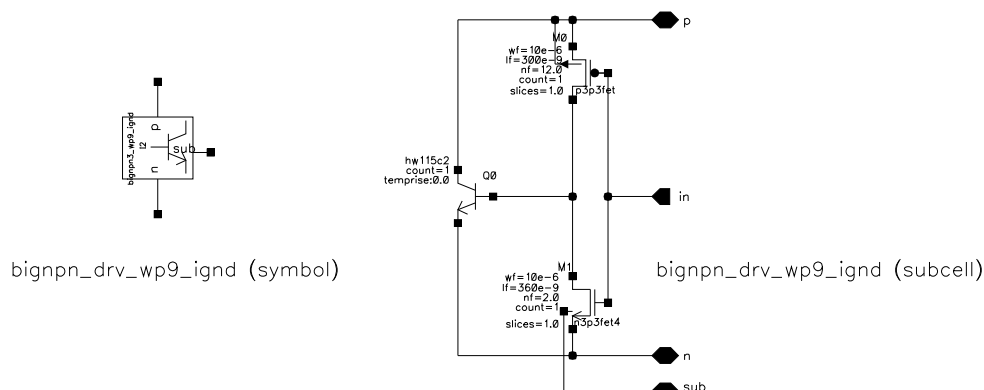 p
M0
wf=10e-6
lf=300e-9
nf=12.0
count=1
slices=1.0
p3p3fet
bignpn3_wp9_ignd
I2
p
sub
n
hw115c2
count=1
temprise:0.0
Q0
in
bignpn_drv_wp9_ignd (symbol)
bignpn_drv_wp9_ignd (subcell)
M1
wf=10e-6
lf=360e-9
nf=2.0
count=1
slices=1.0
n3p3fet4
n
sub